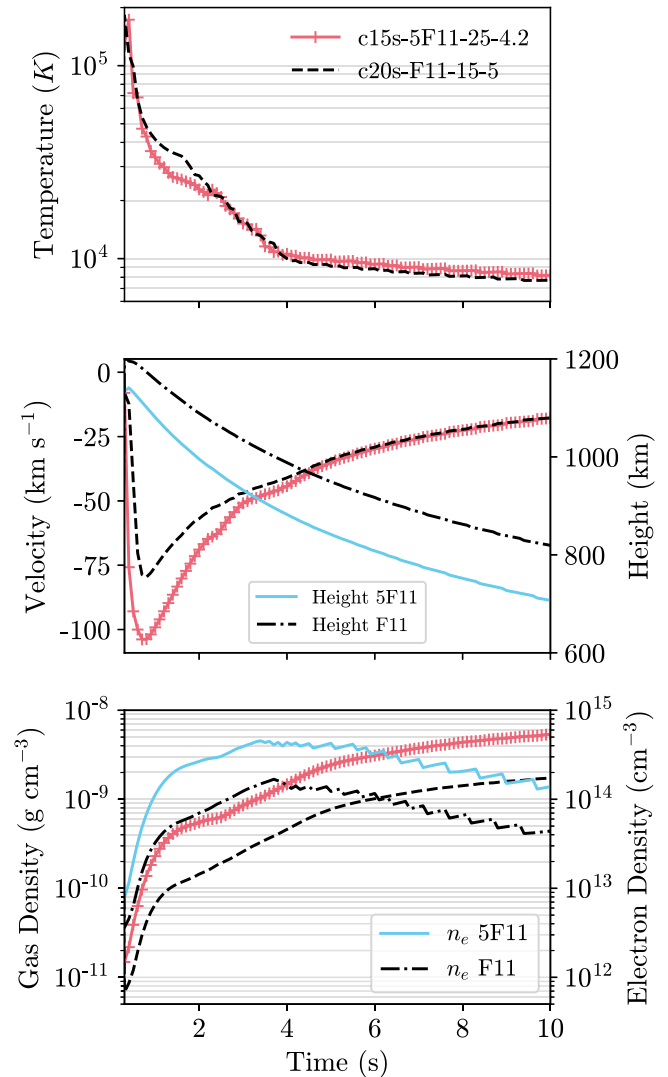 Temperature (K)
10^5
10^4
c15s-5F11-25-4.2
c20s-F11-15-5
Velocity (km s^−1)
0
-25
-50
-75
-100
Height 5F11
Height F11
1200
1000
800
600
Height (km)
Gas Density (g cm^−3)
10^−8
10^−9
10^−10
10^−11
n_e 5F11
n_e F11
10^15
10^14
10^13
10^12
Electron Density (cm^−3)
2 4 6 8 10
Time (s)